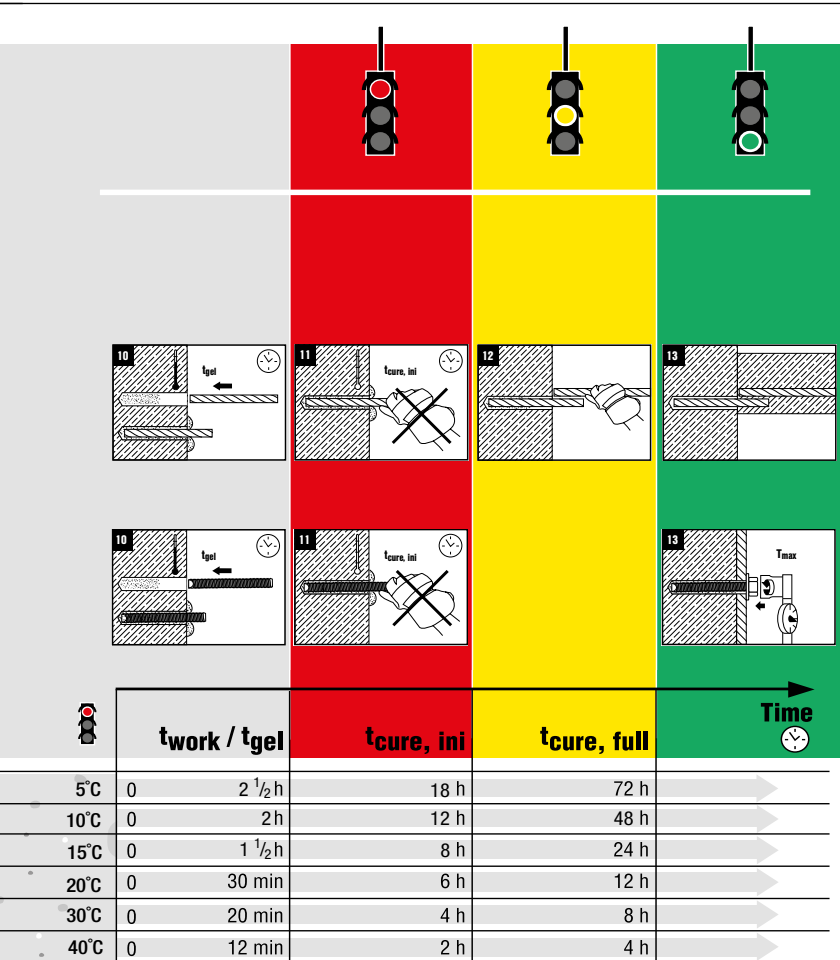 10 tgel
11 tcure, ini
12
13
10 tgel
11 tcure, ini
13 Tmax
Time
twork / tgel tcure, ini tcure, full
5°C 0 2 1/2 h 18 h 72 h
10°C 0 2 h 12 h 48 h
15°C 0 1 1/2 h 8 h 24 h
20°C 0 30 min 6 h 12 h
30°C 0 20 min 4 h 8 h
40°C 0 12 min 2 h 4 h